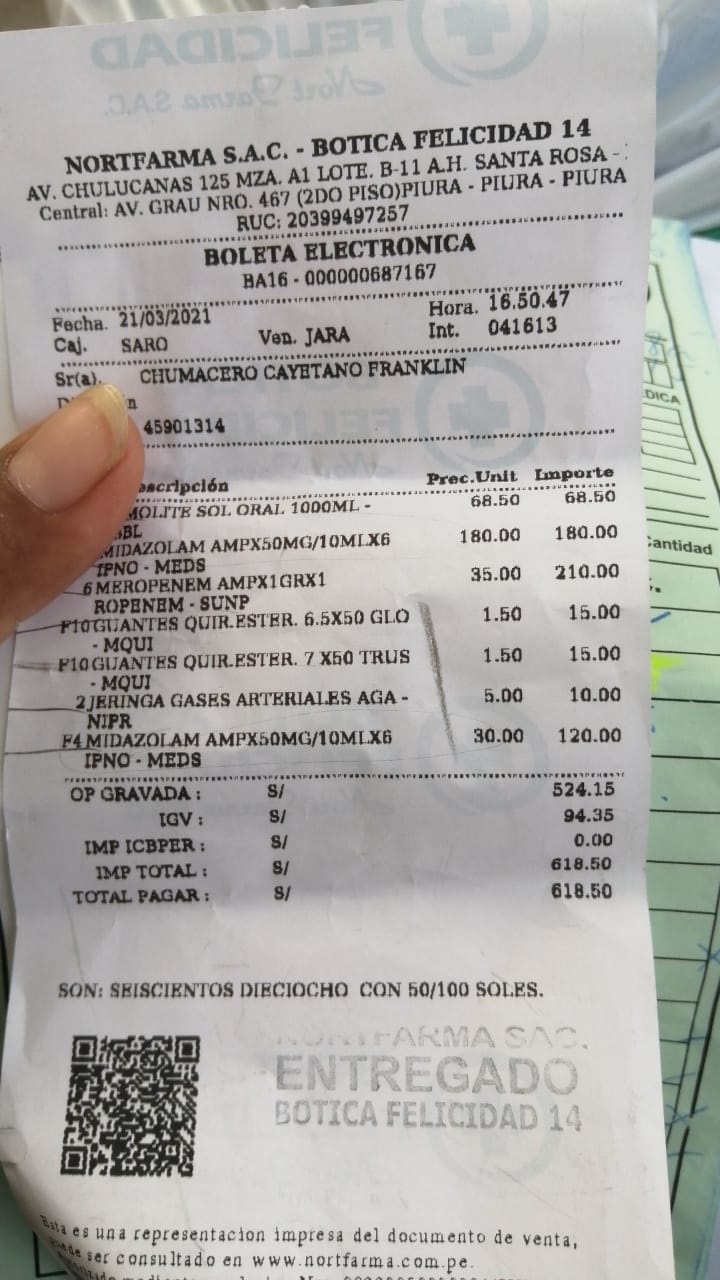 FELICIDAD
Nort Farma S.A.C.
NORTFARMA S.A.C. - BOTICA FELICIDAD 14
AV. CHULUCANAS 125 MZA. A1 LOTE. B-11 A.H. SANTA ROSA -
Central: AV. GRAU NRO. 467 (2DO PISO)PIURA - PIURA - PIURA
RUC: 20399497257
BOLETA ELECTRONICA
BA16 - 000000687167
Fecha. 21/03/2021 Hora. 16.50.47
Caj. SARO Ven. JARA Int. 041613
Sr(a). CHUMACERO CAYETANO FRANKLIN
45901314
escripción Prec.Unit Importe
MOLITE SOL ORAL 1000ML - 68.50 68.50
BL
MIDAZOLAM AMPX50MG/10MLX6 180.00 180.00
IPNO - MEDS
6 MEROPENEM AMPX1GRX1 35.00 210.00
ROPENEM - SUNP
F10 GUANTES QUIR.ESTER. 6.5X50 GLO 1.50 15.00
- MQUI
F10 GUANTES QUIR.ESTER. 7 X50 TRUS 1.50 15.00
- MQUI
2 JERINGA GASES ARTERIALES AGA - 5.00 10.00
NIPR
F4 MIDAZOLAM AMPX50MG/10MLX6 30.00 120.00
IPNO - MEDS
OP GRAVADA : S/ 524.15
IGV : S/ 94.35
IMP ICBPER : S/ 0.00
IMP TOTAL : S/ 618.50
TOTAL PAGAR : S/ 618.50
SON: SEISCIENTOS DIECIOCHO CON 50/100 SOLES.
NORTFARMA SAC.
ENTREGADO
BOTICA FELICIDAD 14
Esta es una representacion impresa del documento de venta,
ser consultado en www.nortfarma.com.pe.
DICA
Cantidad